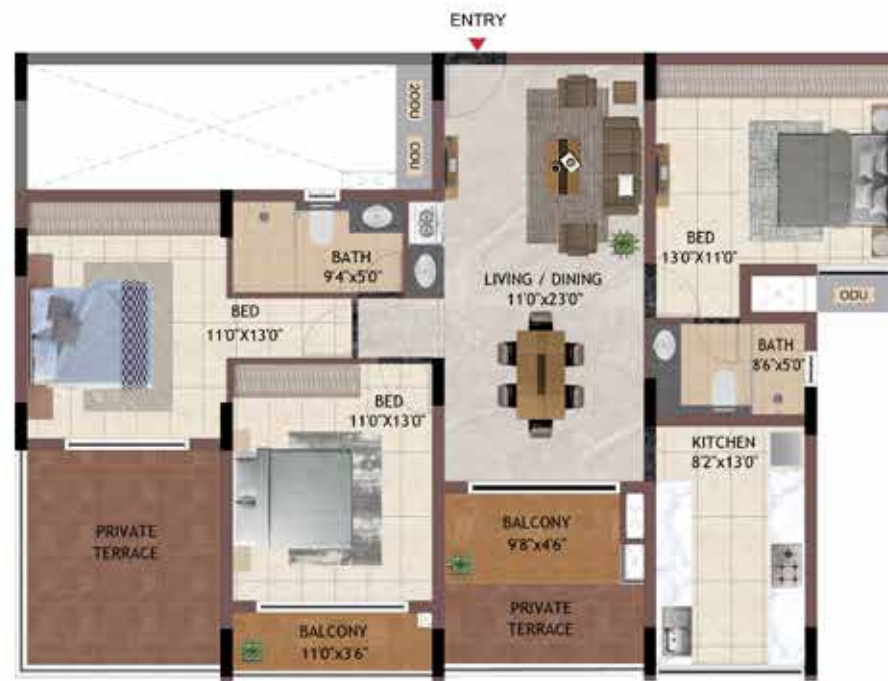 ENTRY
2ODU
ODU
BED
13'0"X11'0"
BATH
9'4"x5'0"
LIVING / DINING
11'0"x23'0"
ODU
BED
11'0"X13'0"
BATH
8'6"x5'0"
BED
11'0"X13'0"
KITCHEN
8'2"x13'0"
PRIVATE
TERRACE
BALCONY
9'8"x4'6"
PRIVATE
TERRACE
BALCONY
11'0"x3'6"